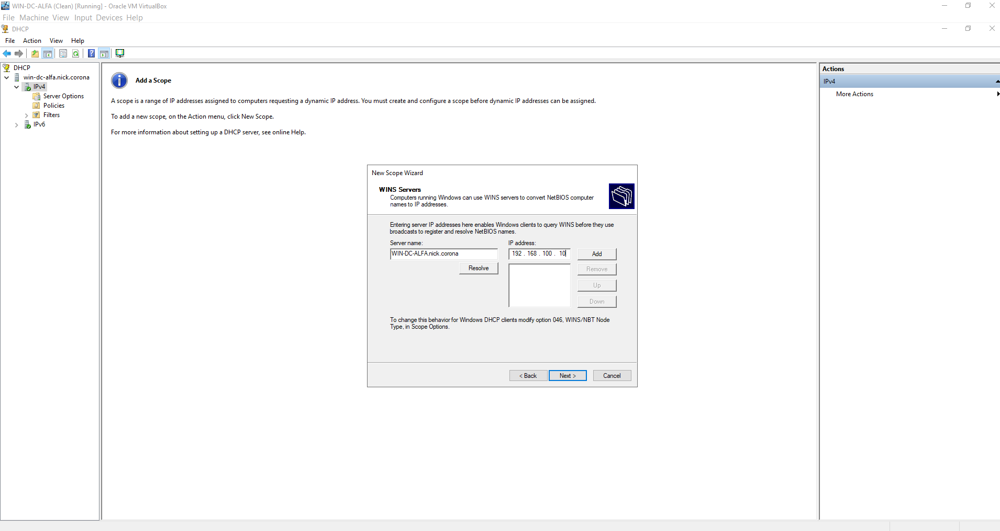 WIN-DC-ALFA (Clean) [Running] - Oracle VM VirtualBox
File Machine View Input Devices Help
DHCP
File Action View Help
DHCP
win-dc-alfa.nick.corona
IPv4
Server Options
Policies
Filters
IPv6
Add a Scope
A scope is a range of IP addresses assigned to computers requesting a dynamic IP address. You must create and configure a scope before dynamic IP addresses can be assigned.
To add a new scope, on the Action menu, click New Scope.
For more information about setting up a DHCP server, see online Help.
New Scope Wizard
WINS Servers
Computers running Windows can use WINS servers to convert NetBIOS computer
names to IP addresses.
Entering server IP addresses here enables Windows clients to query WINS before they use
broadcasts to register and resolve NetBIOS names.
Server name: IP address:
WIN-DC-ALFA.nick.corona 192 . 168 . 100 . 10 Add
Resolve Remove
Up
Down
To change this behavior for Windows DHCP clients modify option 046, WINS/NBT Node
Type, in Scope Options.
< Back Next > Cancel
Actions
IPv4
More Actions